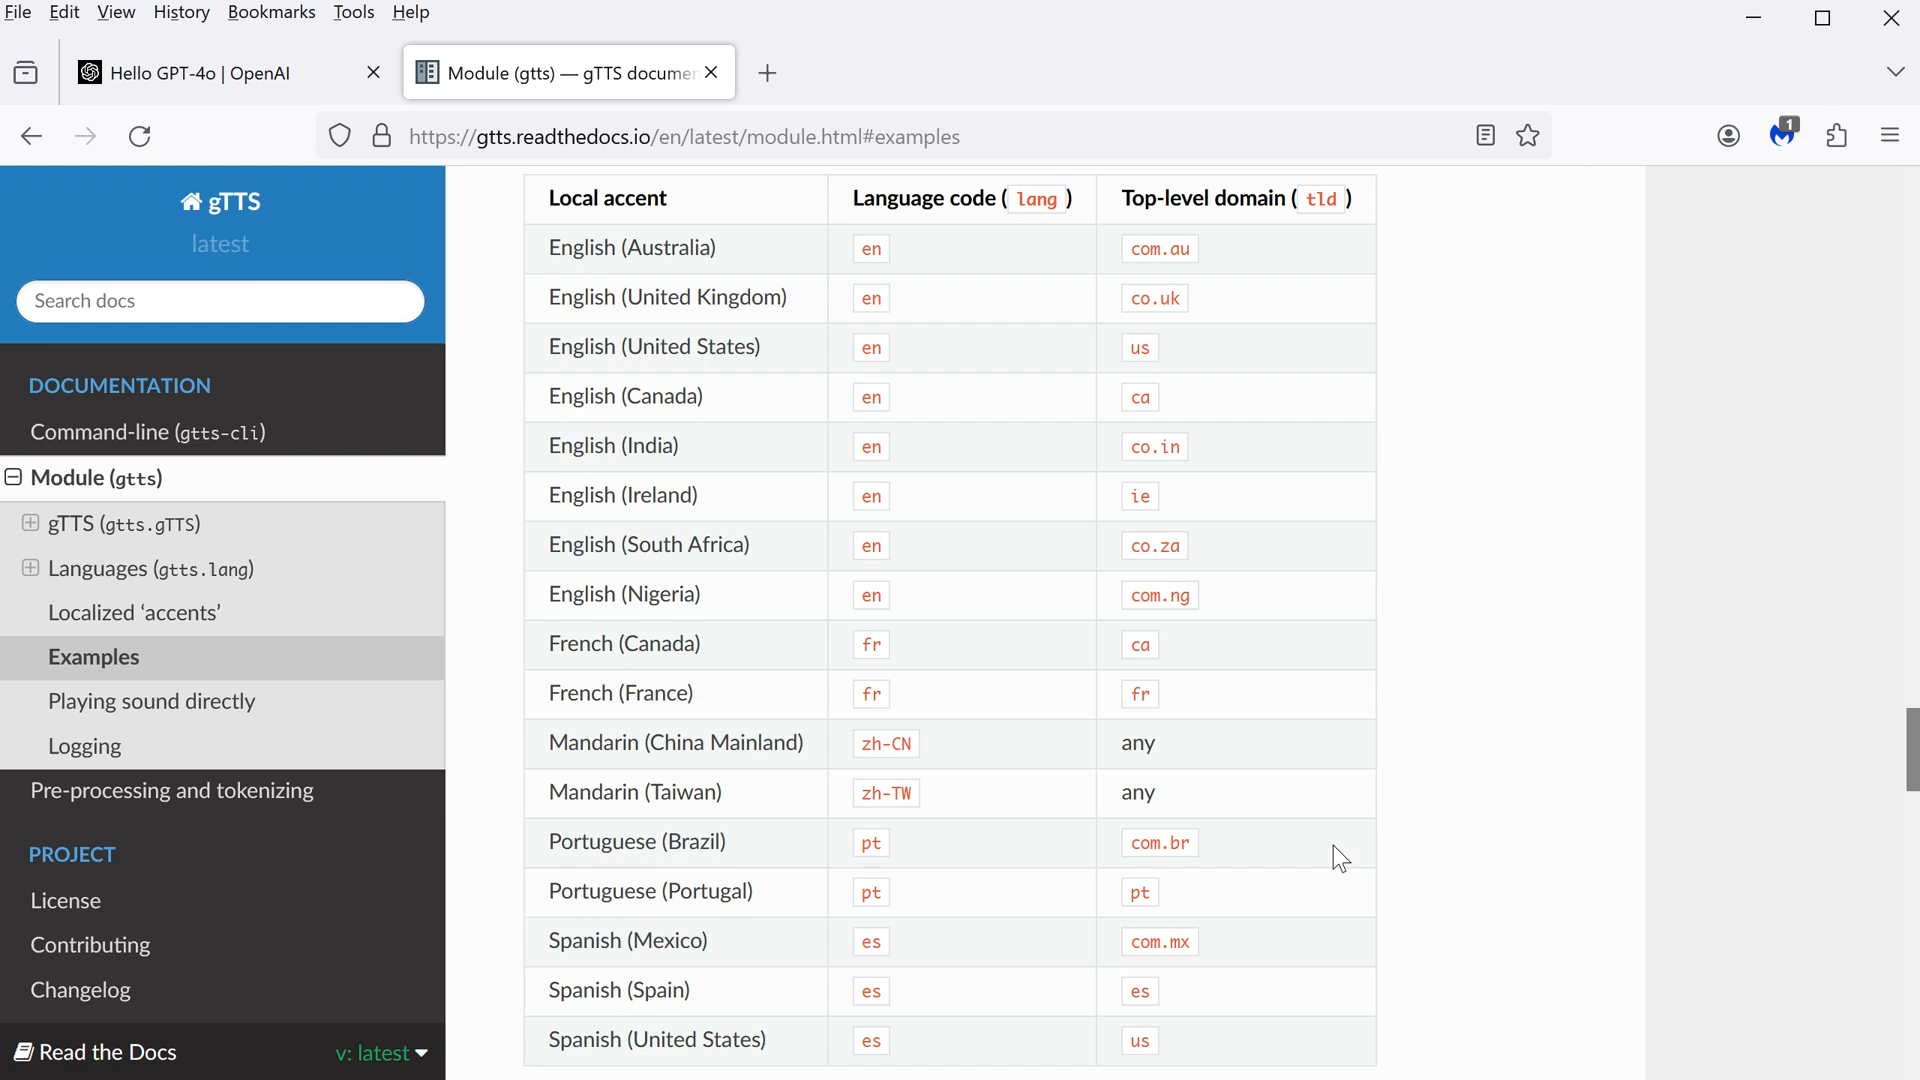 File Edit View History Bookmarks Tools Help
Hello GPT-4o | OpenAI
Module (gtts) — gTTS documen
https://gtts.readthedocs.io/en/latest/module.html#examples
1
gTTS
latest
Search docs
DOCUMENTATION
Command-line (gtts-cli)
Module (gtts)
gTTS (gtts.gTTS)
Languages (gtts.lang)
Localized ‘accents’
Examples
Playing sound directly
Logging
Pre-processing and tokenizing
PROJECT
License
Contributing
Changelog
Read the Docs v: latest
Local accent Language code ( lang ) Top-level domain ( tld )
English (Australia) en com.au
English (United Kingdom) en co.uk
English (United States) en us
English (Canada) en ca
English (India) en co.in
English (Ireland) en ie
English (South Africa) en co.za
English (Nigeria) en com.ng
French (Canada) fr ca
French (France) fr fr
Mandarin (China Mainland) zh-CN any
Mandarin (Taiwan) zh-TW any
Portuguese (Brazil) pt com.br
Portuguese (Portugal) pt pt
Spanish (Mexico) es com.mx
Spanish (Spain) es es
Spanish (United States) es us